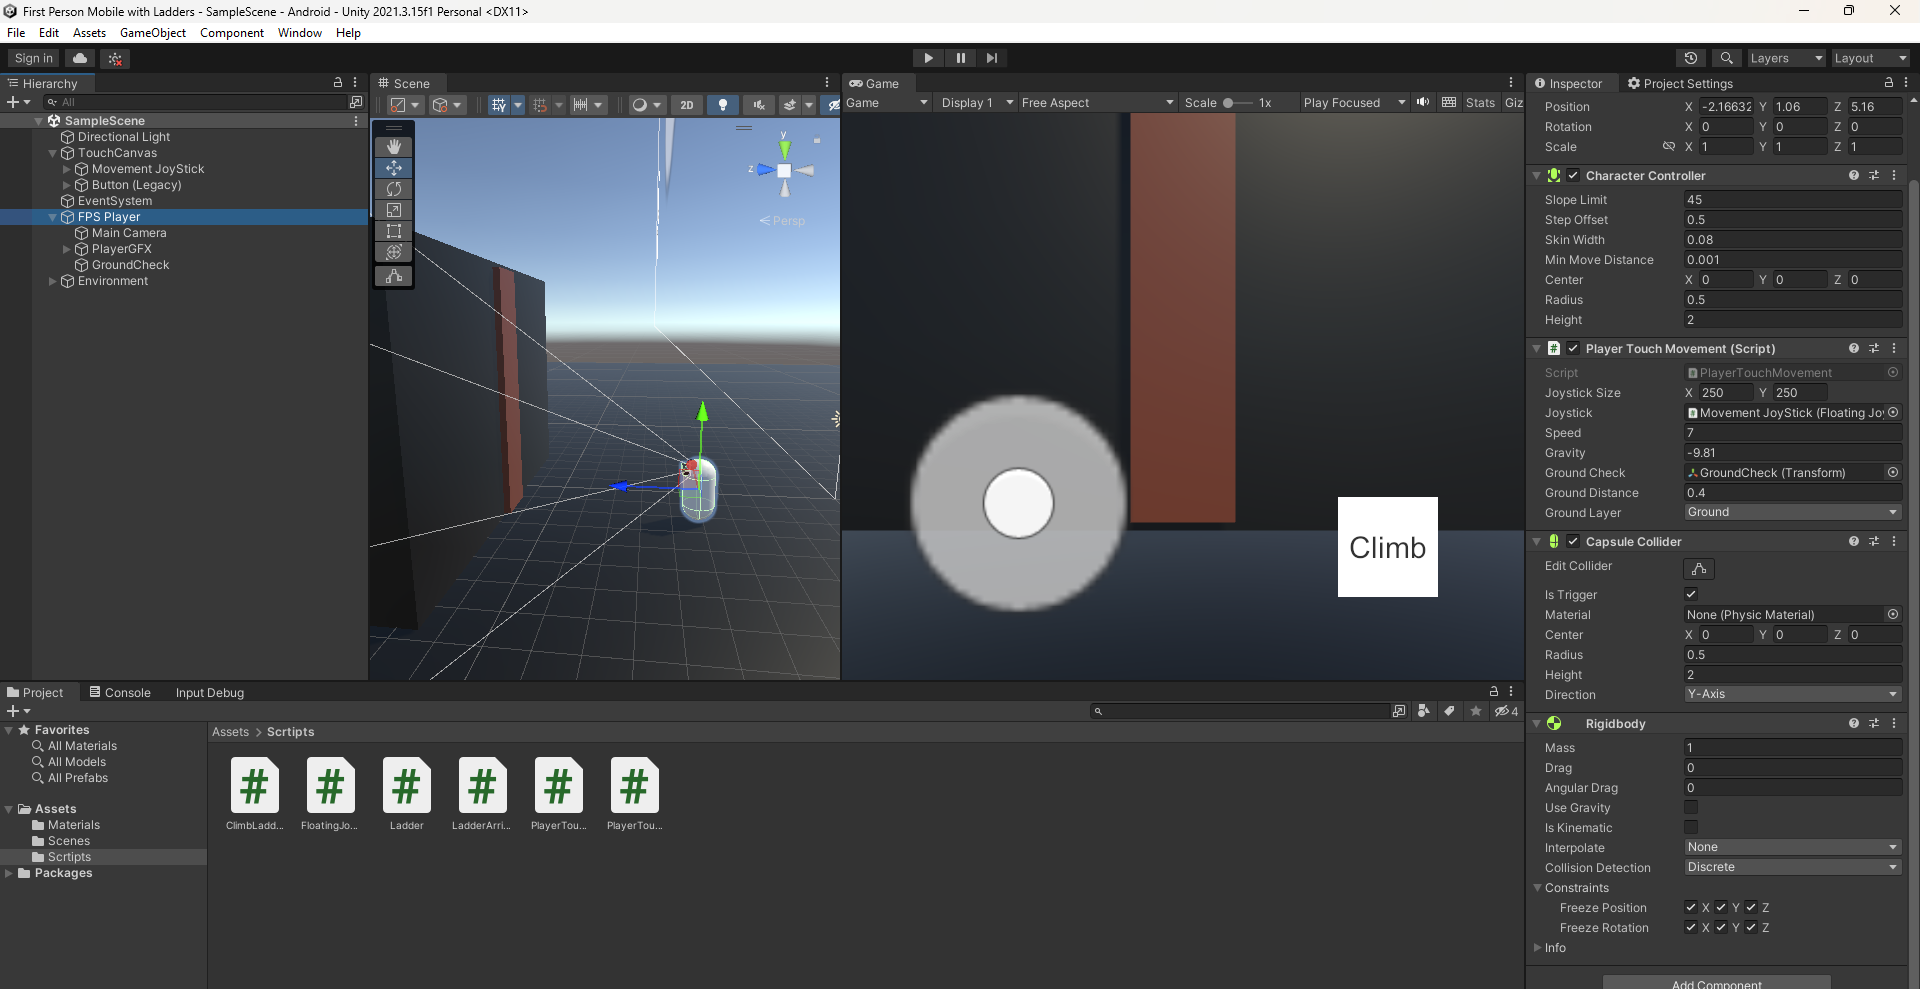 First Person Mobile with Ladders - SampleScene - Android - Unity 2021.3.15f1 Personal <DX11>
File Edit Assets GameObject Component Window Help
Sign in
Layers
Layout
Hierarchy
All
SampleScene
Directional Light
TouchCanvas
Movement JoyStick
Button (Legacy)
EventSystem
FPS Player
Main Camera
PlayerGFX
GroundCheck
Environment
Scene
2D
y
z
Persp
Game
Game
Display 1
Free Aspect
Scale
1x
Play Focused
Stats
Giz
Climb
Inspector
Project Settings
Position X -2.16632 Y 1.06 Z 5.16
Rotation X 0 Y 0 Z 0
Scale X 1 Y 1 Z 1
Character Controller
Slope Limit 45
Step Offset 0.5
Skin Width 0.08
Min Move Distance 0.001
Center X 0 Y 0 Z 0
Radius 0.5
Height 2
Player Touch Movement (Script)
Script PlayerTouchMovement
Joystick Size X 250 Y 250
Joystick Movement JoyStick (Floating Joy
Speed 7
Gravity -9.81
Ground Check GroundCheck (Transform)
Ground Distance 0.4
Ground Layer Ground
Capsule Collider
Edit Collider
Is Trigger
Material None (Physic Material)
Center X 0 Y 0 Z 0
Radius 0.5
Height 2
Direction Y-Axis
Rigidbody
Mass 1
Drag 0
Angular Drag 0
Use Gravity
Is Kinematic
Interpolate None
Collision Detection Discrete
Constraints
Freeze Position X Y Z
Freeze Rotation X Y Z
Info
Add Component
Project
Console
Input Debug
4
Favorites
All Materials
All Models
All Prefabs
Assets
Materials
Scenes
Scrtipts
Packages
Assets > Scrtipts
ClimbLadd...
FloatingJo...
Ladder
LadderArri...
PlayerTou...
PlayerTou...